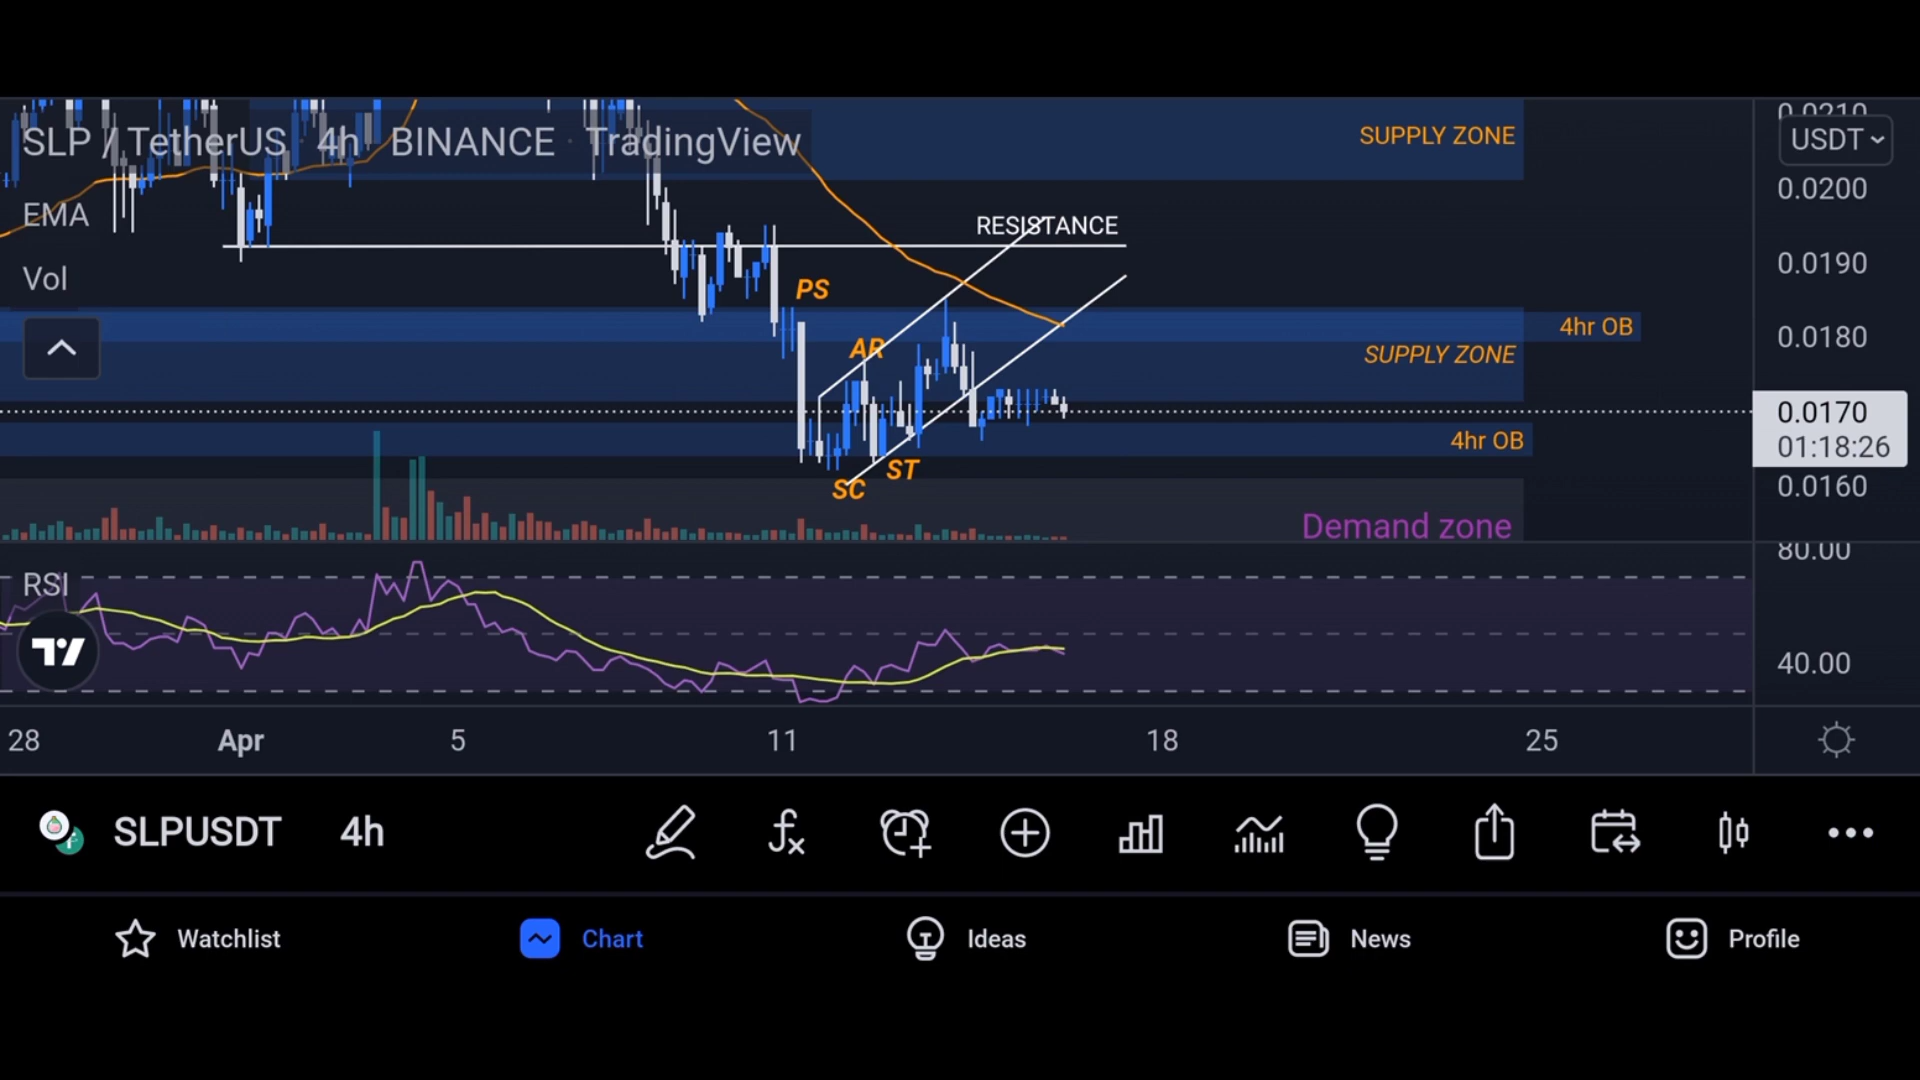 SUPPLY ZONE
0.0210
SLP / TetherUS · 4h · BINANCE · TradingView
USDT
0.0200
EMA
RESISTANCE
0.0190
Vol
PS
4hr OB
0.0180
AR
SUPPLY ZONE
0.0170
01:18:26
4hr OB
ST
SC
0.0160
Demand zone
80.00
RSI
40.00
28 Apr 5 11 18 25
SLPUSDT 4h
Watchlist Chart Ideas News Profile